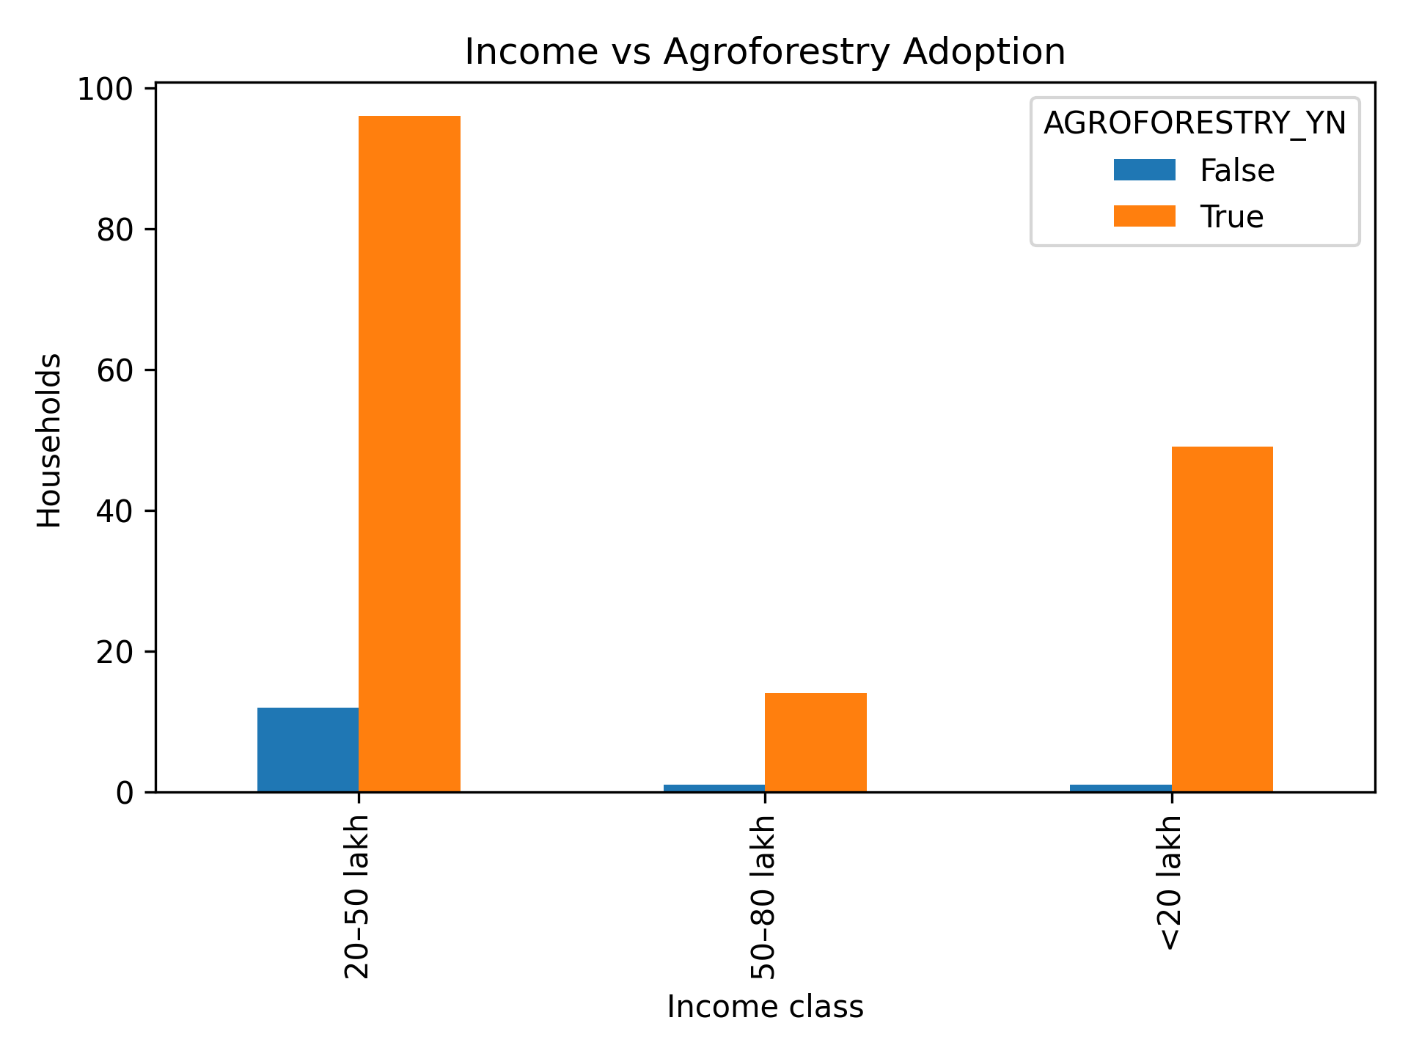 Income vs Agroforestry Adoption
AGROFORESTRY_YN
False
True
Households
100
80
60
40
20
0
20–50 lakh
50–80 lakh
<20 lakh
Income class